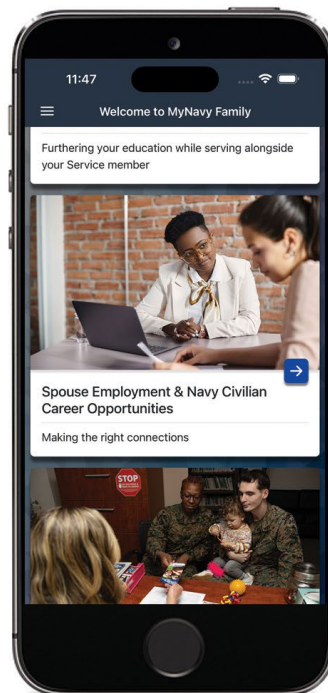 11:47
Welcome to MyNavy Family
Furthering your education while serving alongside
your Service member
Spouse Employment & Navy Civilian
Career Opportunities
Making the right connections
STOP